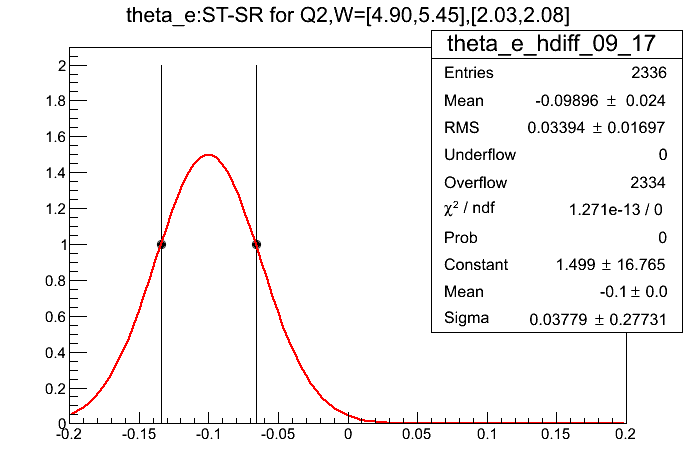 theta_e:ST-SR for Q2,W=[4.90,5.45],[2.03,2.08]
theta_e_hdiff_09_17
Entries 2336
Mean -0.09896 ± 0.024
RMS 0.03394 ± 0.01697
Underflow 0
Overflow 2334
χ² / ndf 1.271e-13 / 0
Prob 0
Constant 1.499 ± 16.765
Mean -0.1 ± 0.0
Sigma 0.03779 ± 0.27731
2
1.8
1.6
1.4
1.2
1
0.8
0.6
0.4
0.2
0
-0.2 -0.15 -0.1 -0.05 0 0.05 0.1 0.15 0.2